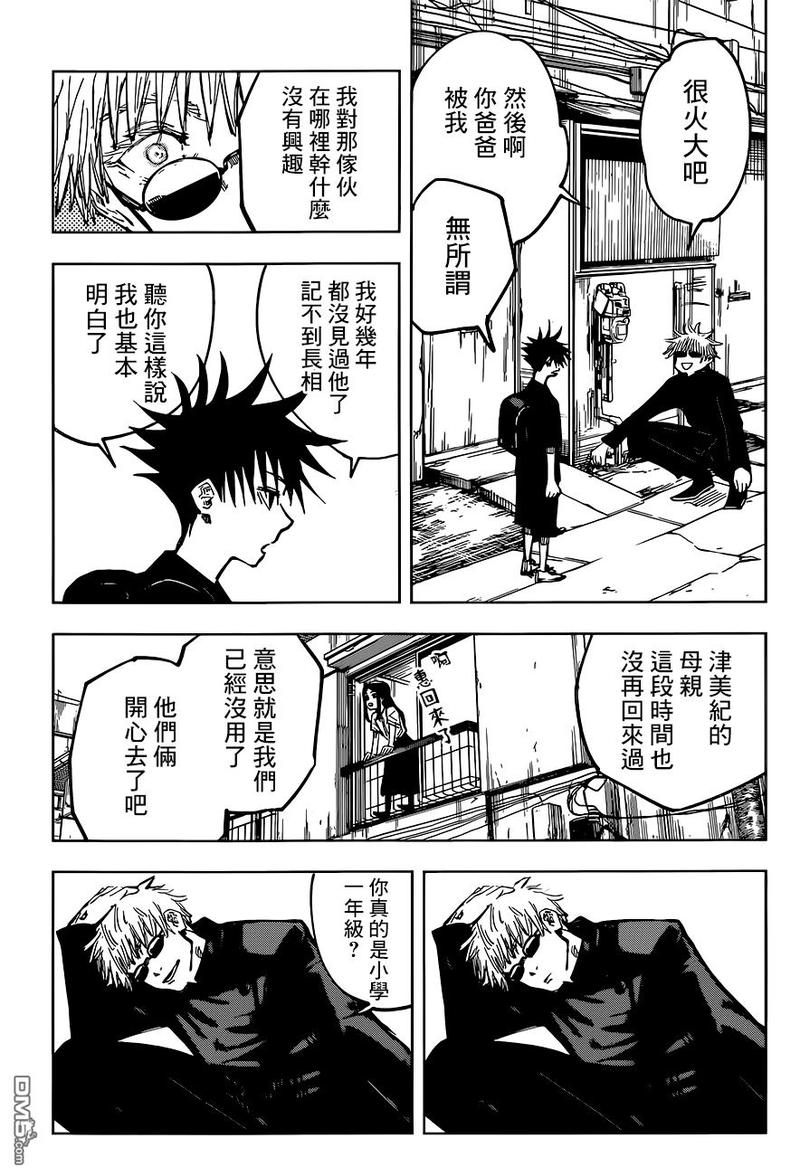 很火大吧
然後啊
你爸爸
被我
無所謂
我對那傢伙
在哪裡幹什麼
沒有興趣
我好幾年
都沒見過他了
記不到長相
聽你這樣說
我也基本
明白了
津美紀的
母親
這段時間也
沒再回來過
啊
惠回來了
意思就是我們
已經沒用了
他們倆
開心去了吧
你真的是小學
一年級?
DM5.com